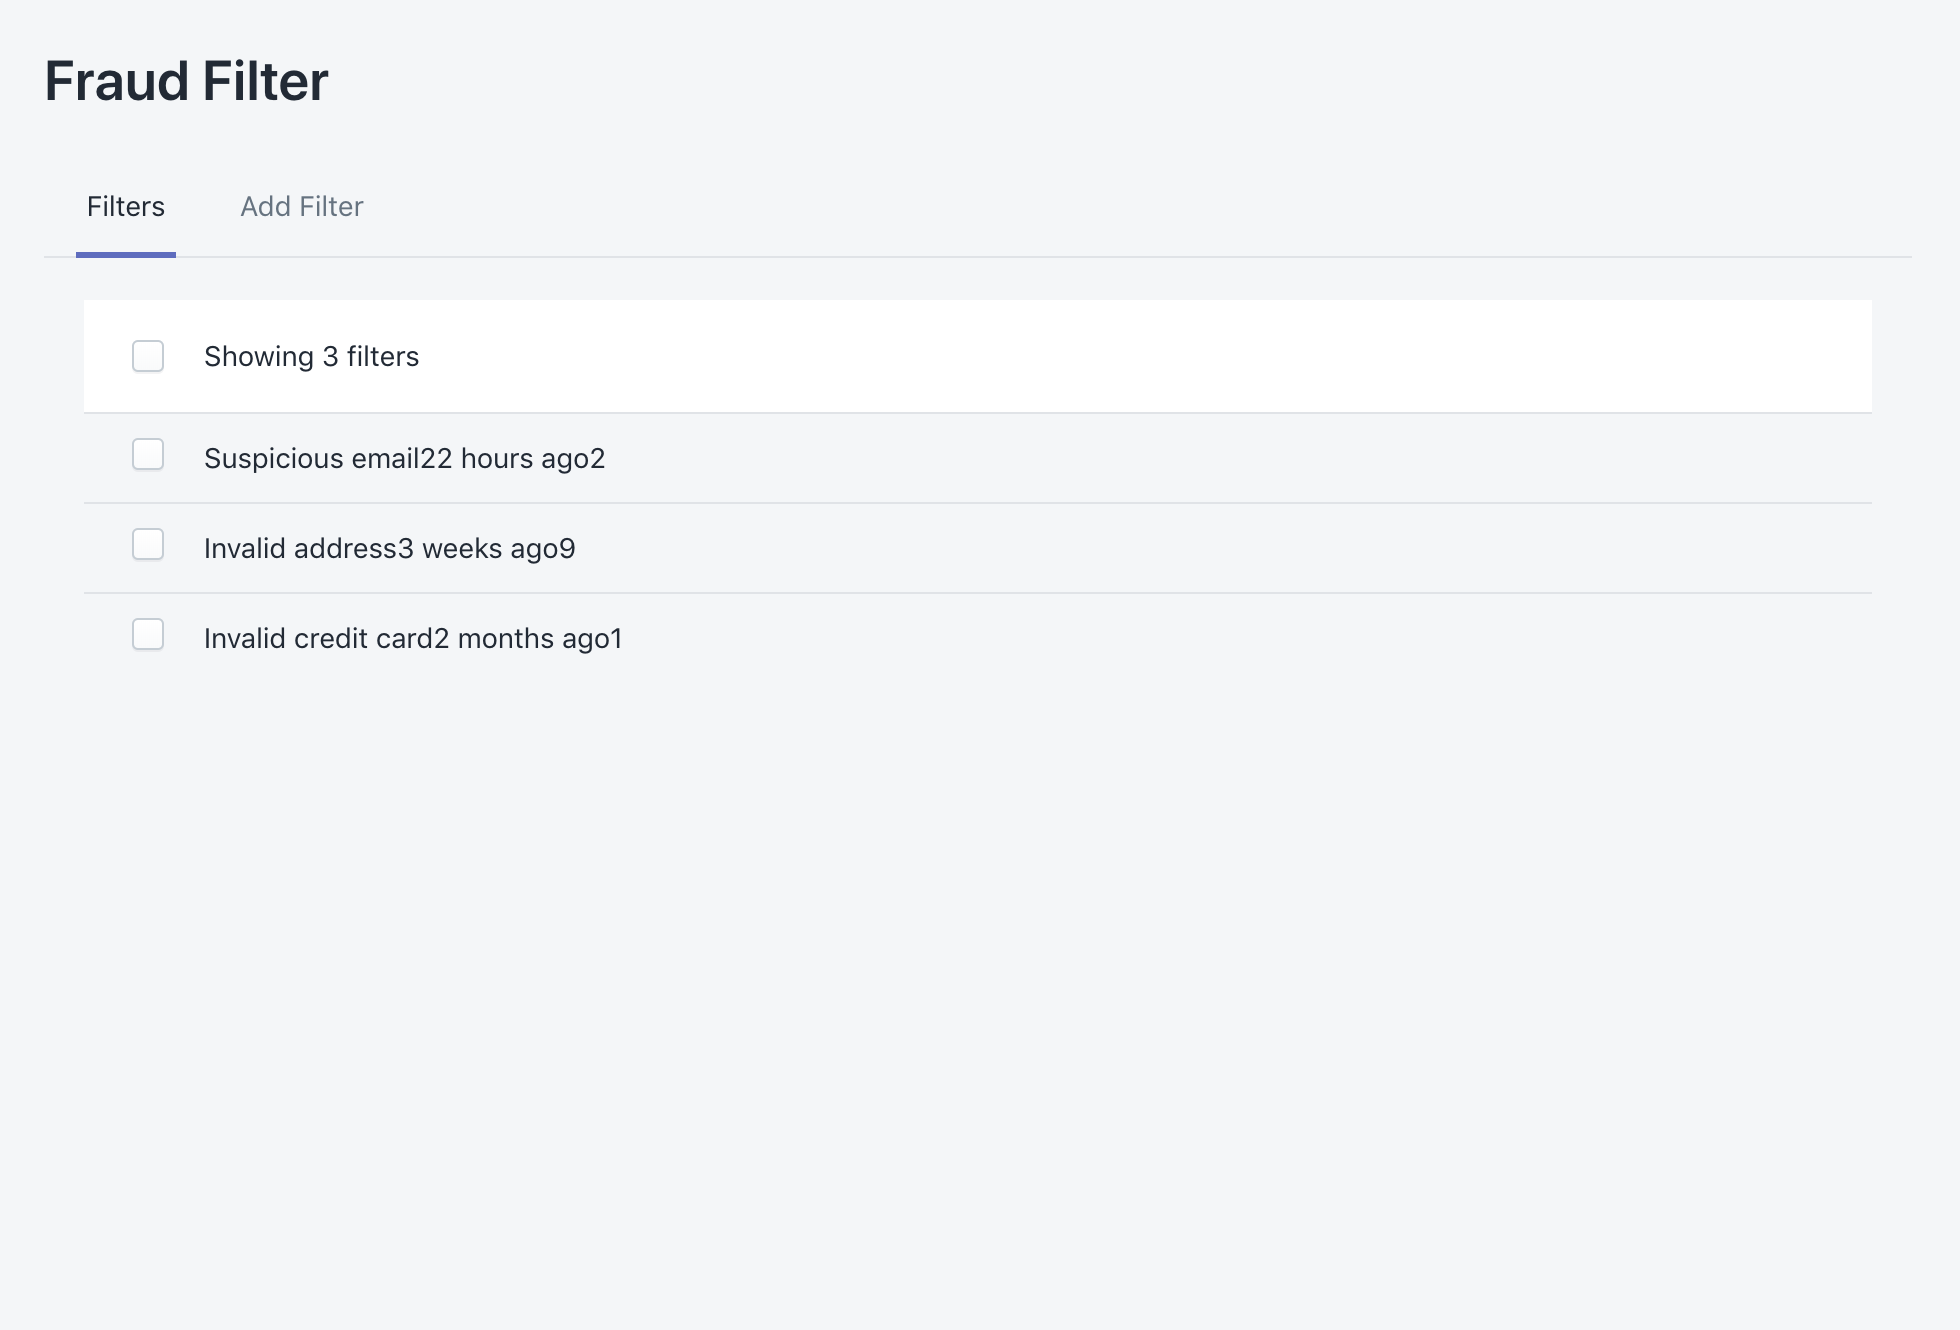 Fraud Filter
Filters
Add Filter
Showing 3 filters
Suspicious email22 hours ago2
Invalid address3 weeks ago9
Invalid credit card2 months ago1